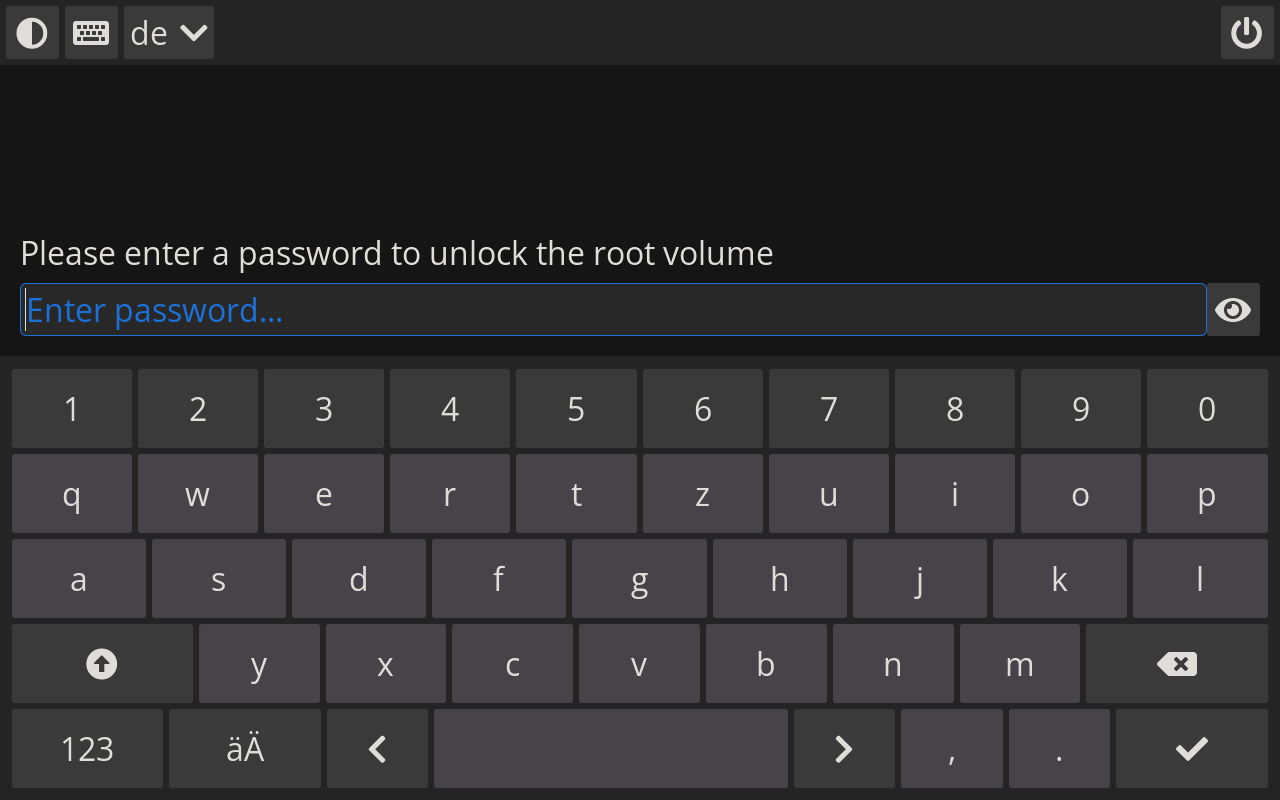 de
Please enter a password to unlock the root volume
Enter password...
1 2 3 4 5 6 7 8 9 0
q w e r t z u i o p
a s d f g h j k l
y x c v b n m
123 äÄ , .